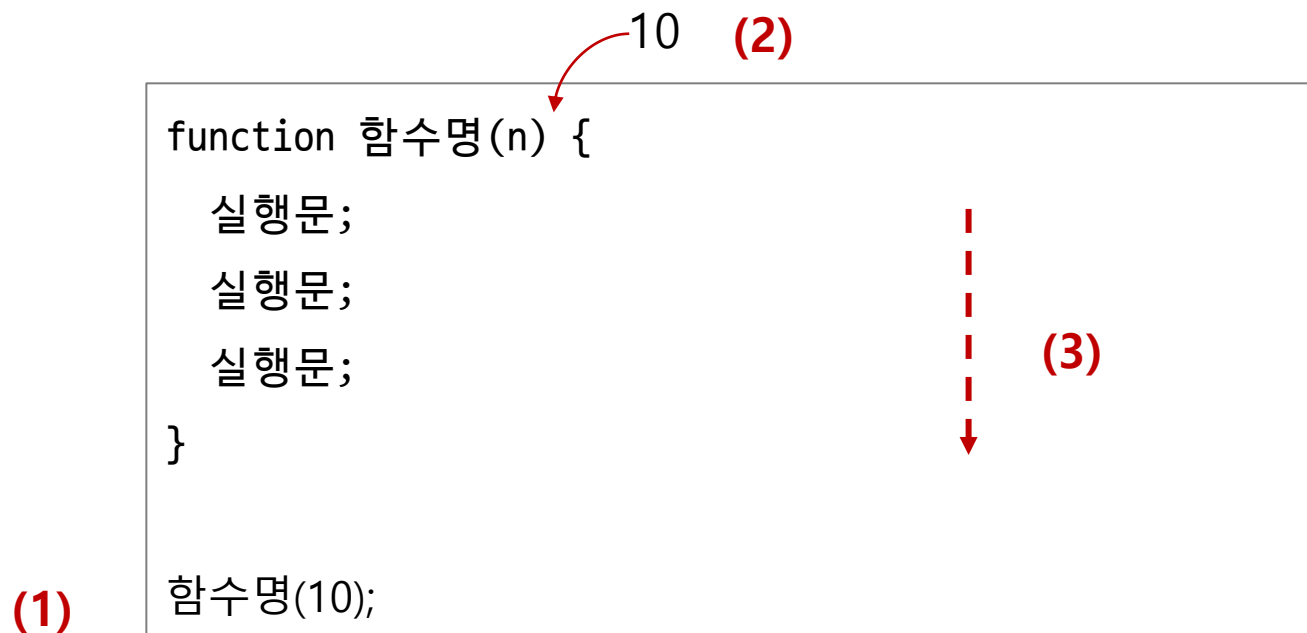 10 (2)
function 함수명(n) {
실행문;
실행문;
실행문;
(3)
}
(1) 함수명(10);